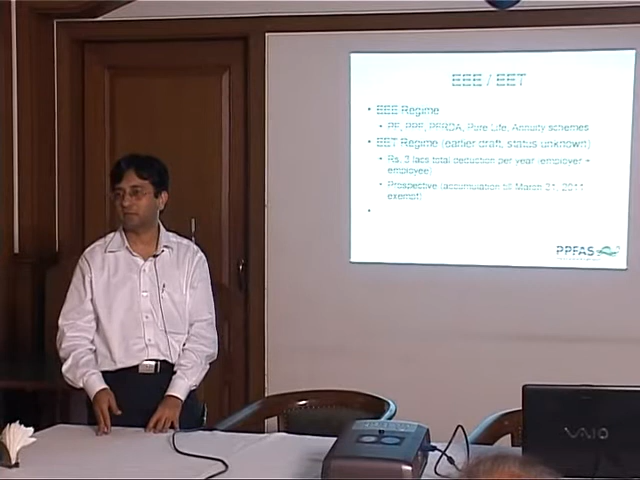 EEE / EET
• EEE Regime
• PF, PPF, PFRDA, Pure Life, Annuity schemes
• EET Regime (earlier draft, status unknown)
• Rs. 3 lacs total deduction per year (employer +
employee)
• Prospective (accumulation till March 31, 2011
exempt)
•
PPFAS
VAIO